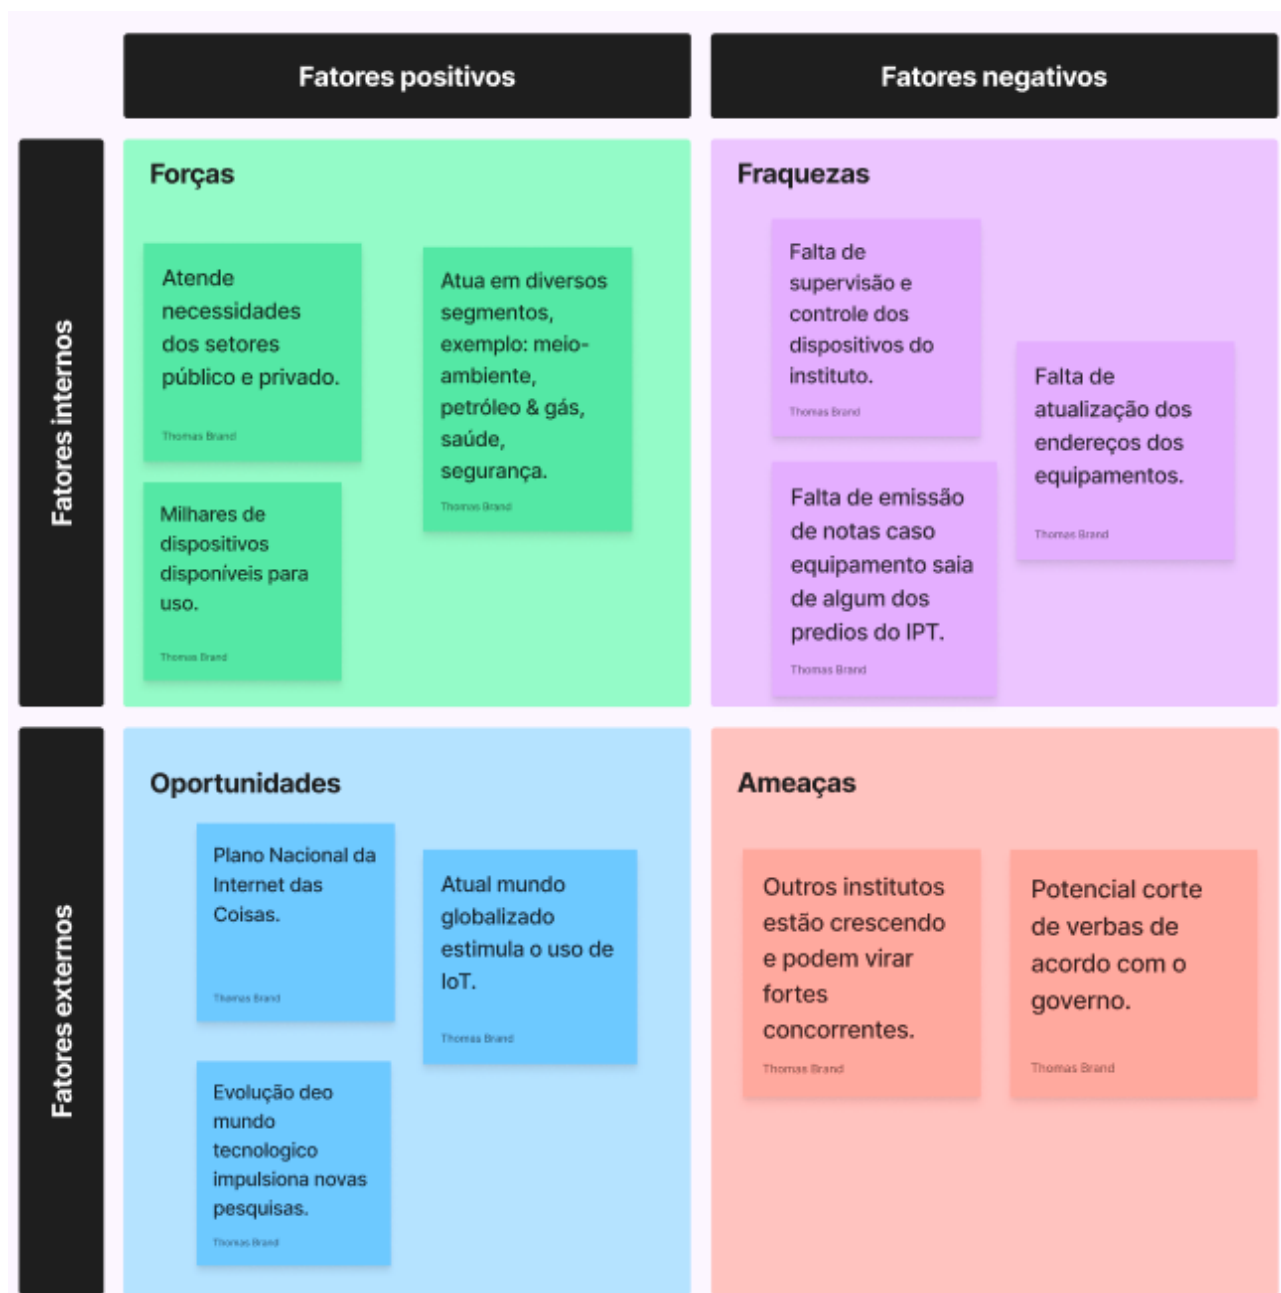 Fatores positivos
Fatores negativos
Fatores internos
Forças
Atende
necessidades
dos setores
público e privado.
Thomas Brand
Atua em diversos
segmentos,
exemplo: meio-
ambiente,
petróleo & gás,
saúde,
segurança.
Thomas Brand
Milhares de
dispositivos
disponíveis para
uso.
Thomas Brand
Fraquezas
Falta de
supervisão e
controle dos
dispositivos do
instituto.
Thomas Brand
Falta de
atualização dos
endereços dos
equipamentos.
Thomas Brand
Falta de emissão
de notas caso
equipamento saia
de algum dos
predios do IPT.
Thomas Brand
Fatores externos
Oportunidades
Plano Nacional da
Internet das
Coisas.
Thomas Brand
Atual mundo
globalizado
estimula o uso de
IoT.
Thomas Brand
Evolução deo
mundo
tecnologico
impulsiona novas
pesquisas.
Thomas Brand
Ameaças
Outros institutos
estão crescendo
e podem virar
fortes
concorrentes.
Thomas Brand
Potencial corte
de verbas de
acordo com o
governo.
Thomas Brand